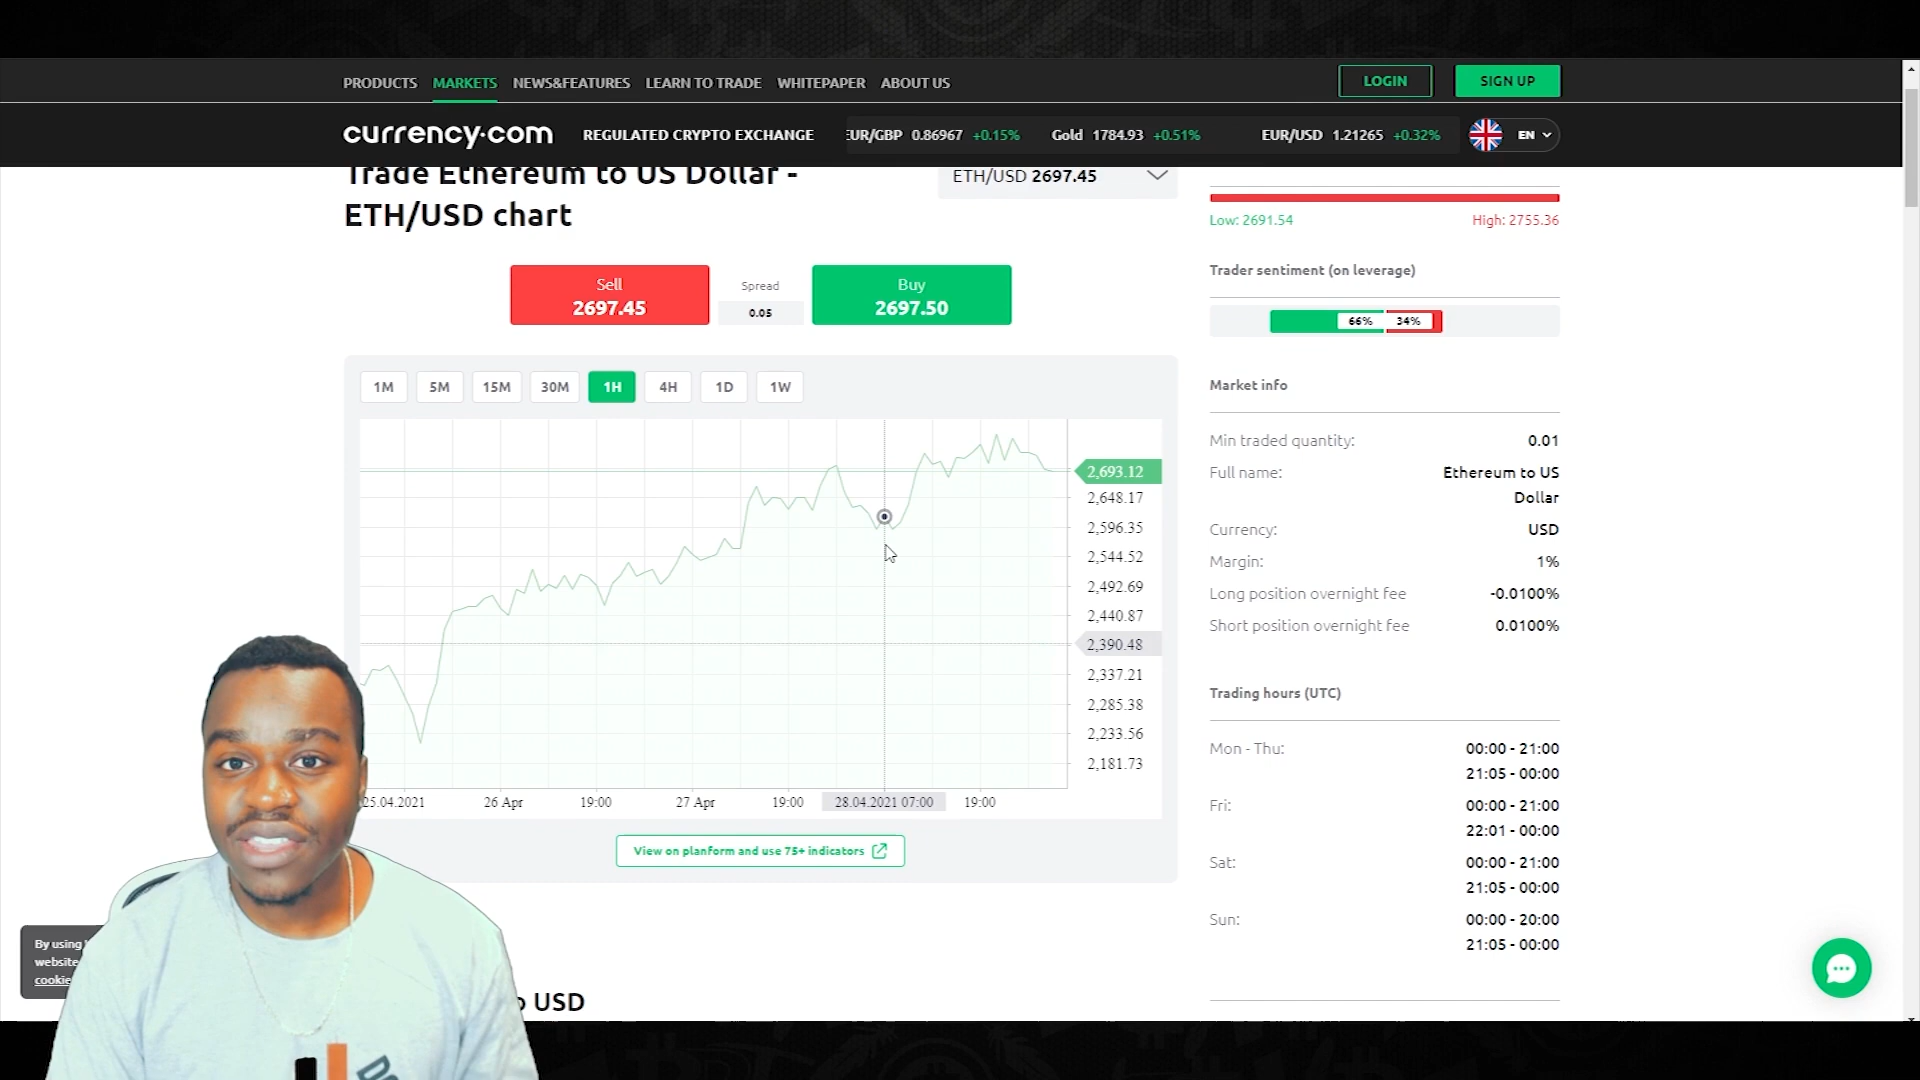 PRODUCTS MARKETS NEWS&FEATURES LEARN TO TRADE WHITEPAPER ABOUT US LOGIN SIGN UP
currency.com REGULATED CRYPTO EXCHANGE EUR/GBP 0.86967 +0.15% Gold 1784.93 +0.51% EUR/USD 1.21265 +0.32% EN
Trade Ethereum to US Dollar -
ETH/USD chart
ETH/USD 2697.45
Sell
2697.45
Spread
0.05
Buy
2697.50
1M 5M 15M 30M 1H 4H 1D 1W
2,693.12
2,648.17
2,596.35
2,544.52
2,492.69
2,440.87
2,390.48
2,337.21
2,285.38
2,233.56
2,181.73
25.04.2021 26 Apr 19:00 27 Apr 19:00 28.04.2021 07:00 19:00
View on planform and use 75+ indicators
Low: 2691.54 High: 2755.36
Trader sentiment (on leverage)
66% 34%
Market info
Min traded quantity: 0.01
Full name: Ethereum to US
Dollar
Currency: USD
Margin: 1%
Long position overnight fee -0.0100%
Short position overnight fee 0.0100%
Trading hours (UTC)
Mon - Thu: 00:00 - 21:00
21:05 - 00:00
Fri: 00:00 - 21:00
22:01 - 00:00
Sat: 00:00 - 21:00
21:05 - 00:00
Sun: 00:00 - 20:00
21:05 - 00:00
By using
website
cookie
USD